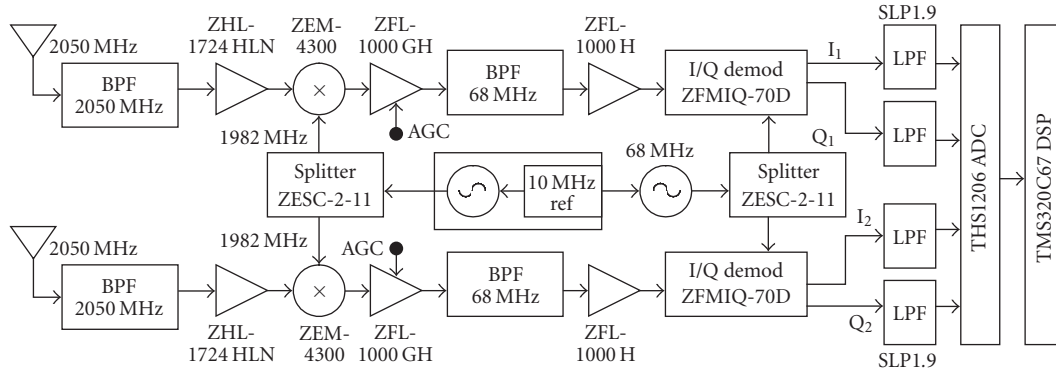 SLP1.9
ZHL-
1724 HLN
ZEM-
4300
ZFL-
1000 GH
ZFL-
1000 H
2050 MHz
BPF
2050 MHz
×
BPF
68 MHz
I/Q demod
ZFMIQ-70D
I1
LPF
Q1
LPF
1982 MHz
AGC
Splitter
ZESC-2-11
10 MHz
ref
68 MHz
Splitter
ZESC-2-11
THS1206 ADC
TMS320C67 DSP
1982 MHz
AGC
2050 MHz
BPF
2050 MHz
×
BPF
68 MHz
I/Q demod
ZFMIQ-70D
I2
LPF
Q2
LPF
ZHL-
1724 HLN
ZEM-
4300
ZFL-
1000 GH
ZFL-
1000 H
SLP1.9